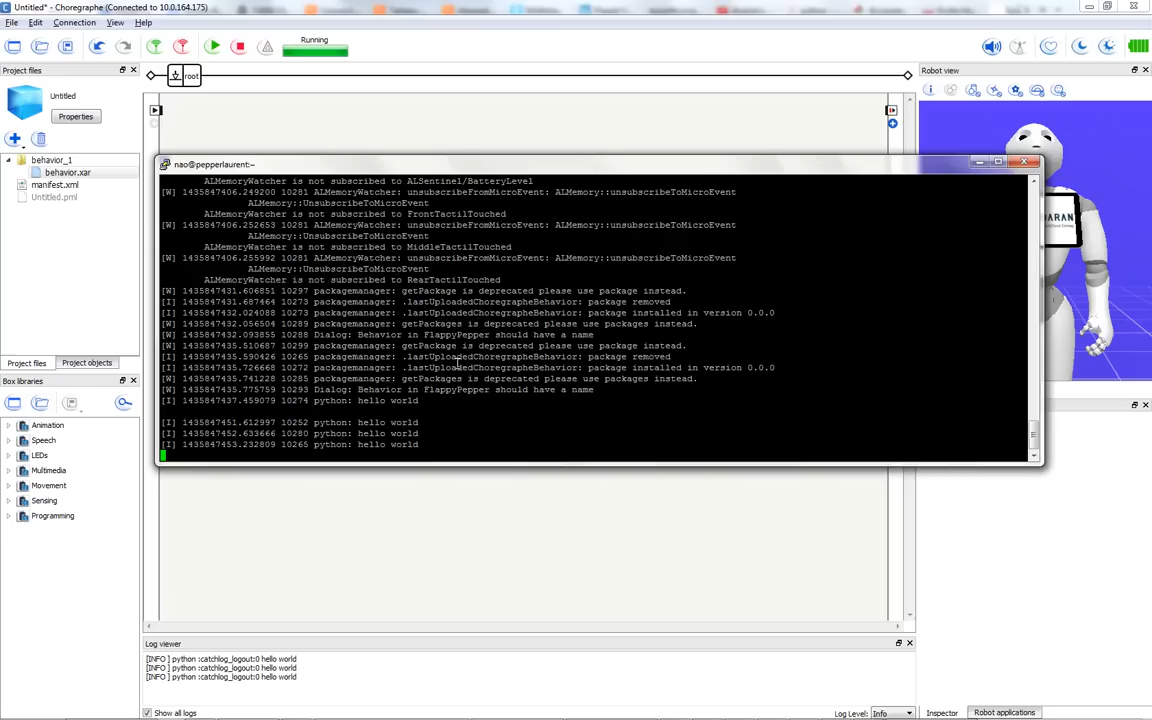 Untitled* - Choregraphe (Connected to 10.0.164.175)
File Edit Connection View Help
Running
Project files
root
Robot view
Untitled
Properties
behavior_1
behavior.xar
manifest.xml
Untitled.pml
nao@pepperlaurent:~
ALMemoryWatcher is not subscribed to ALSentinel/BatteryLevel
[W] 1435847406.249200 10281 ALMemoryWatcher: unsubscribeFromMicroEvent: ALMemory::unsubscribeToMicroEvent
ALMemory::UnsubscribeToMicroEvent
ALMemoryWatcher is not subscribed to FrontTactilTouched
[W] 1435847406.252653 10281 ALMemoryWatcher: unsubscribeFromMicroEvent: ALMemory::unsubscribeToMicroEvent
ALMemory::UnsubscribeToMicroEvent
ALMemoryWatcher is not subscribed to MiddleTactilTouched
[W] 1435847406.255992 10281 ALMemoryWatcher: unsubscribeFromMicroEvent: ALMemory::unsubscribeToMicroEvent
ALMemory::UnsubscribeToMicroEvent
ALMemoryWatcher is not subscribed to RearTactilTouched
[W] 1435847431.606851 10297 packagemanager: getPackage is deprecated please use package instead.
[I] 1435847431.687464 10273 packagemanager: .lastUploadedChoregrapheBehavior: package removed
[I] 1435847432.024088 10273 packagemanager: .lastUploadedChoregrapheBehavior: package installed in version 0.0.0
[W] 1435847432.056504 10289 packagemanager: getPackages is deprecated please use packages instead.
[W] 1435847432.093855 10288 Dialog: Behavior in FlappyPepper should have a name
[W] 1435847435.510687 10299 packagemanager: getPackage is deprecated please use package instead.
[I] 1435847435.590426 10265 packagemanager: .lastUploadedChoregrapheBehavior: package removed
[I] 1435847435.726668 10272 packagemanager: .lastUploadedChoregrapheBehavior: package installed in version 0.0.0
[W] 1435847435.741228 10285 packagemanager: getPackages is deprecated please use packages instead.
[W] 1435847435.775759 10293 Dialog: Behavior in FlappyPepper should have a name
[I] 1435847437.459079 10274 python: hello world
[I] 1435847451.612997 10252 python: hello world
[I] 1435847452.633666 10280 python: hello world
[I] 1435847453.232809 10265 python: hello world
Project files Project objects
Box libraries
Animation
Speech
LEDs
Multimedia
Movement
Sensing
Programming
Log viewer
[INFO ] python :catchlog_logout:0 hello world
[INFO ] python :catchlog_logout:0 hello world
[INFO ] python :catchlog_logout:0 hello world
Show all logs
Log Level: Info
Inspector Robot applications